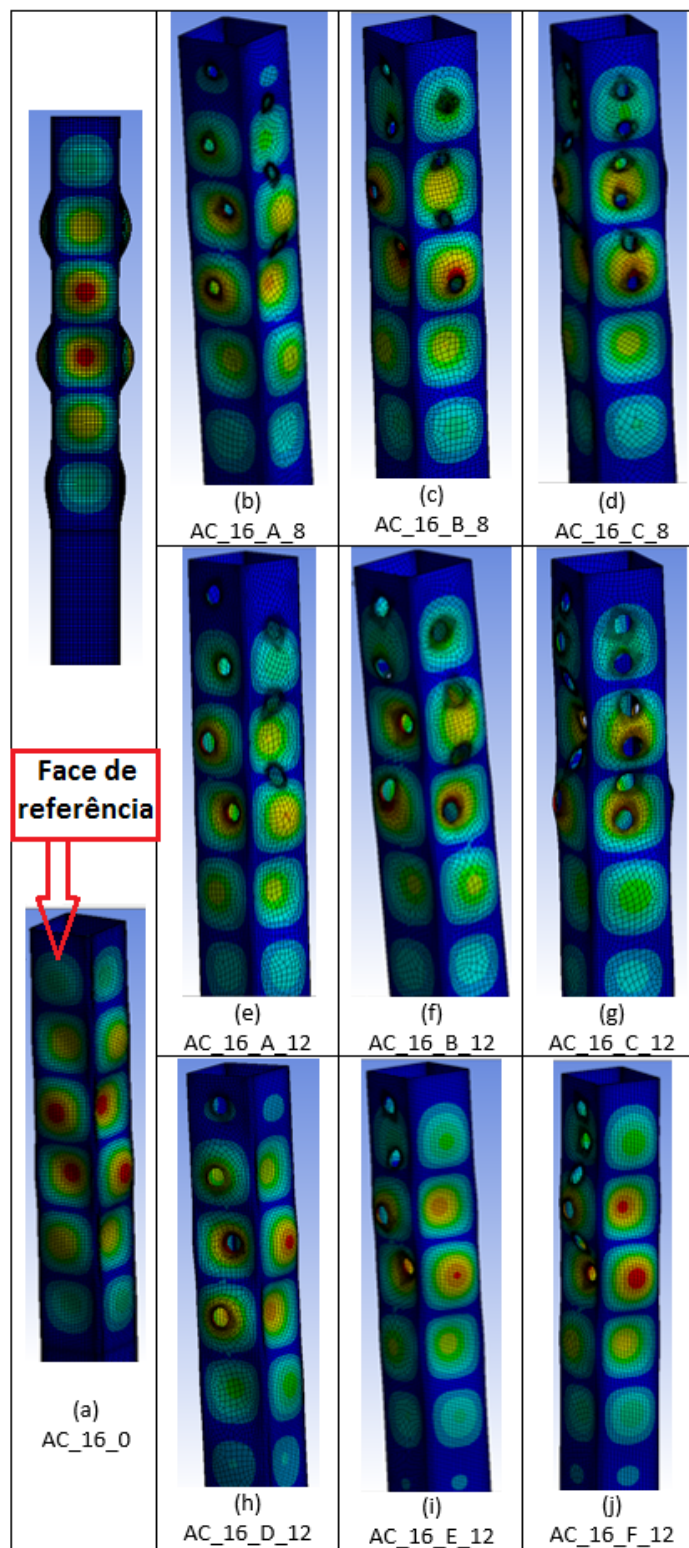 (b)
AC_16_A_8
(c)
AC_16_B_8
(d)
AC_16_C_8
Face de
referência
(e)
AC_16_A_12
(f)
AC_16_B_12
(g)
AC_16_C_12
(a)
AC_16_0
(h)
AC_16_D_12
(i)
AC_16_E_12
(j)
AC_16_F_12